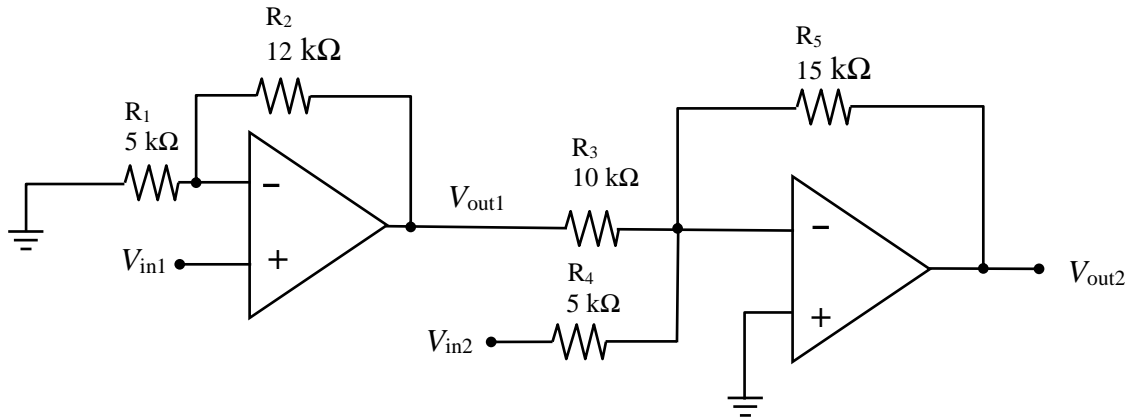 R₂
12 kΩ
R₅
15 kΩ
R₁
5 kΩ
R₃
10 kΩ
−
Vout1
−
Vin1
+
R₄
5 kΩ
Vout2
+
Vin2